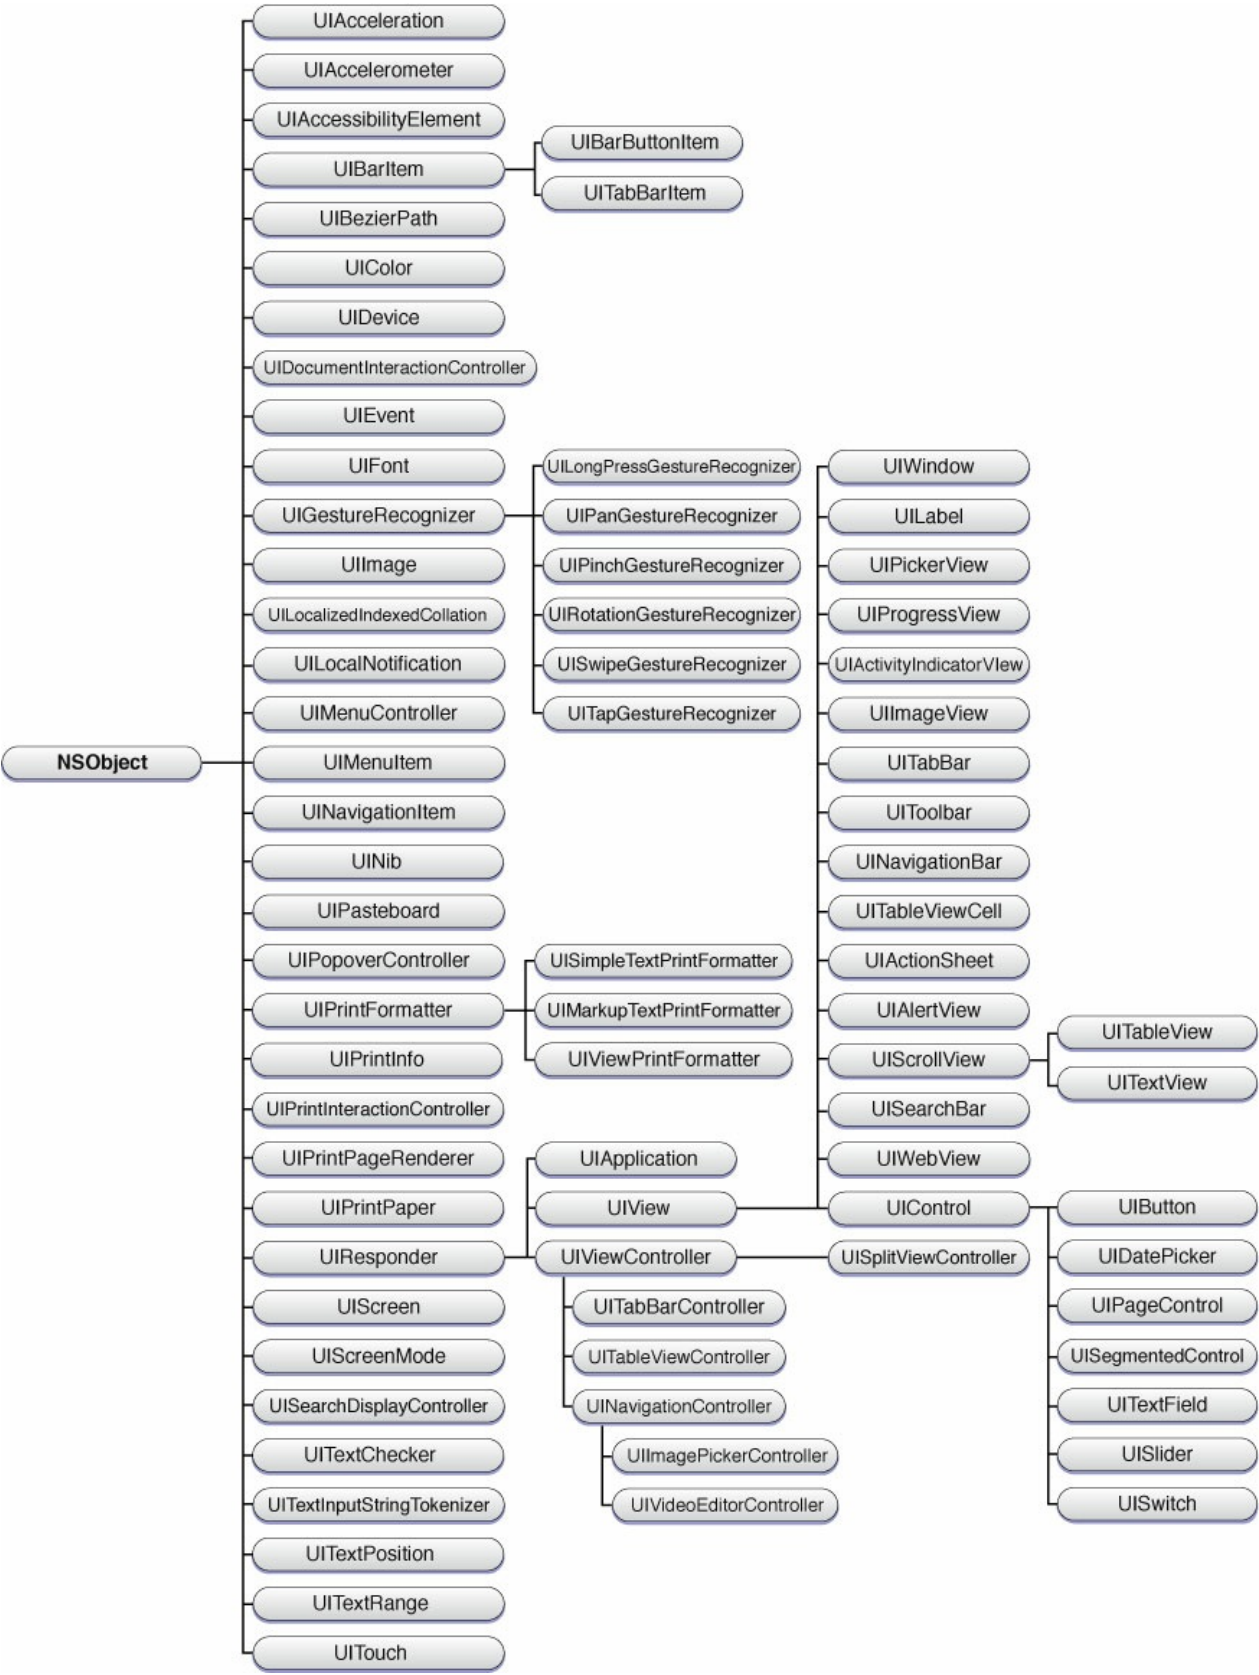 UIAcceleration
UIAccelerometer
UIAccessibilityElement
UIBarItem
UIBarButtonItem
UITabBarItem
UIBezierPath
UIColor
UIDevice
UIDocumentInteractionController
UIEvent
UIFont
UIGestureRecognizer
UILongPressGestureRecognizer
UIPanGestureRecognizer
UIPinchGestureRecognizer
UIRotationGestureRecognizer
UISwipeGestureRecognizer
UITapGestureRecognizer
UIImage
UILocalizedIndexedCollation
UILocalNotification
UIMenuController
NSObject
UIMenuItem
UINavigationItem
UINib
UIPasteboard
UIPopoverController
UIPrintFormatter
UISimpleTextPrintFormatter
UIMarkupTextPrintFormatter
UIViewPrintFormatter
UIPrintInfo
UIPrintInteractionController
UIPrintPageRenderer
UIPrintPaper
UIResponder
UIApplication
UIView
UIWindow
UILabel
UIPickerView
UIProgressView
UIActivityIndicatorVIew
UIImageView
UITabBar
UIToolbar
UINavigationBar
UITableViewCell
UIActionSheet
UIAlertView
UIScrollView
UITableView
UITextView
UISearchBar
UIWebView
UIControl
UIButton
UIDatePicker
UIPageControl
UISegmentedControl
UITextField
UISlider
UISwitch
UIViewController
UISplitViewController
UITabBarController
UITableViewController
UINavigationController
UIImagePickerController
UIVideoEditorController
UIScreen
UIScreenMode
UISearchDisplayController
UITextChecker
UITextInputStringTokenizer
UITextPosition
UITextRange
UITouch